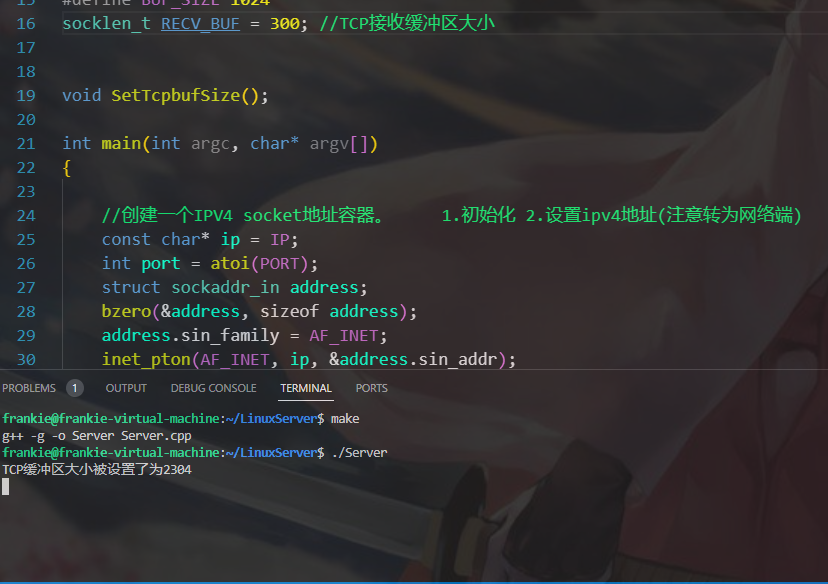 15 #define BUF_SIZE 1024
16 socklen_t RECV_BUF = 300; //TCP接收缓冲区大小
17
18
19 void SetTcpbufSize();
20
21 int main(int argc, char* argv[])
22 {
23
24 //创建一个IPV4 socket地址容器。 1.初始化 2.设置ipv4地址(注意转为网络端)
25 const char* ip = IP;
26 int port = atoi(PORT);
27 struct sockaddr_in address;
28 bzero(&address, sizeof address);
29 address.sin_family = AF_INET;
30 inet_pton(AF_INET, ip, &address.sin_addr);
PROBLEMS 1 OUTPUT DEBUG CONSOLE TERMINAL PORTS
frankie@frankie-virtual-machine:~/LinuxServer$ make
g++ -g -o Server Server.cpp
frankie@frankie-virtual-machine:~/LinuxServer$ ./Server
TCP缓冲区大小被设置了为2304